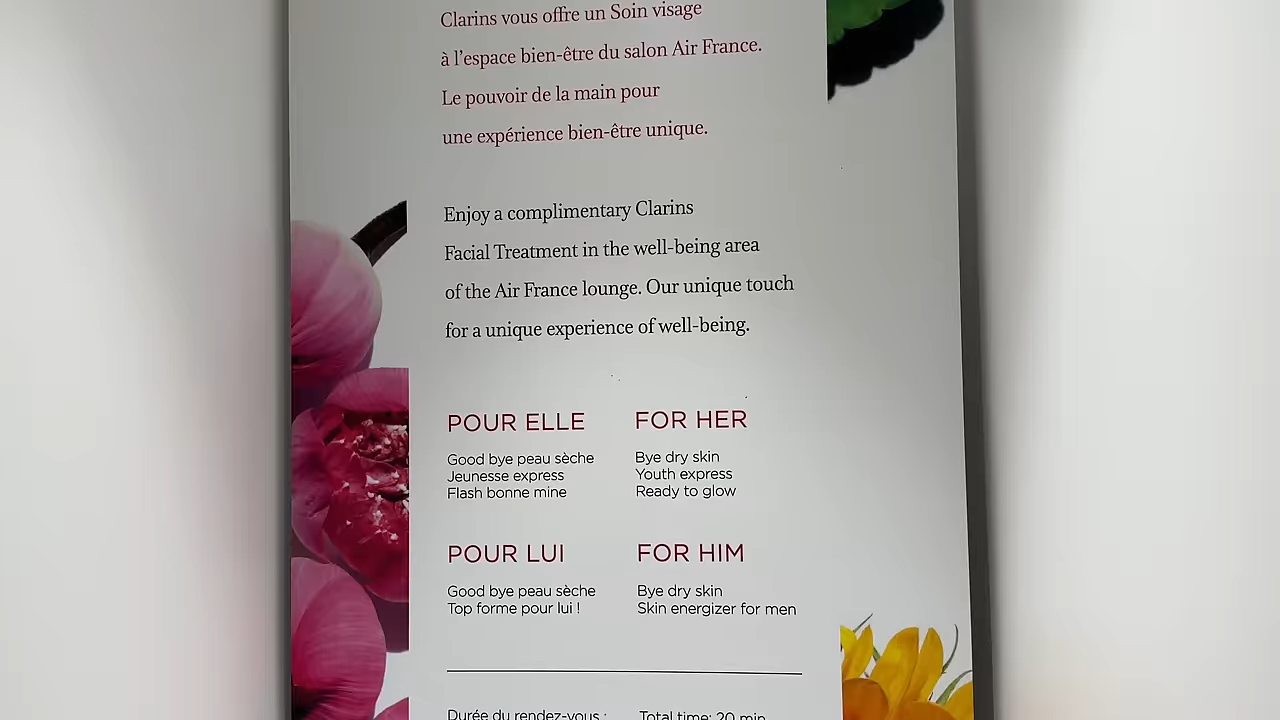 Clarins vous offre un Soin visage
à l'espace bien-être du salon Air France.
Le pouvoir de la main pour
une expérience bien-être unique.
Enjoy a complimentary Clarins
Facial Treatment in the well-being area
of the Air France lounge. Our unique touch
for a unique experience of well-being.
POUR ELLE
Good bye peau sèche
Jeunesse express
Flash bonne mine
FOR HER
Bye dry skin
Youth express
Ready to glow
POUR LUI
Good bye peau sèche
Top forme pour lui !
FOR HIM
Bye dry skin
Skin energizer for men
Durée du rendez-vous :
Total time: 20 min